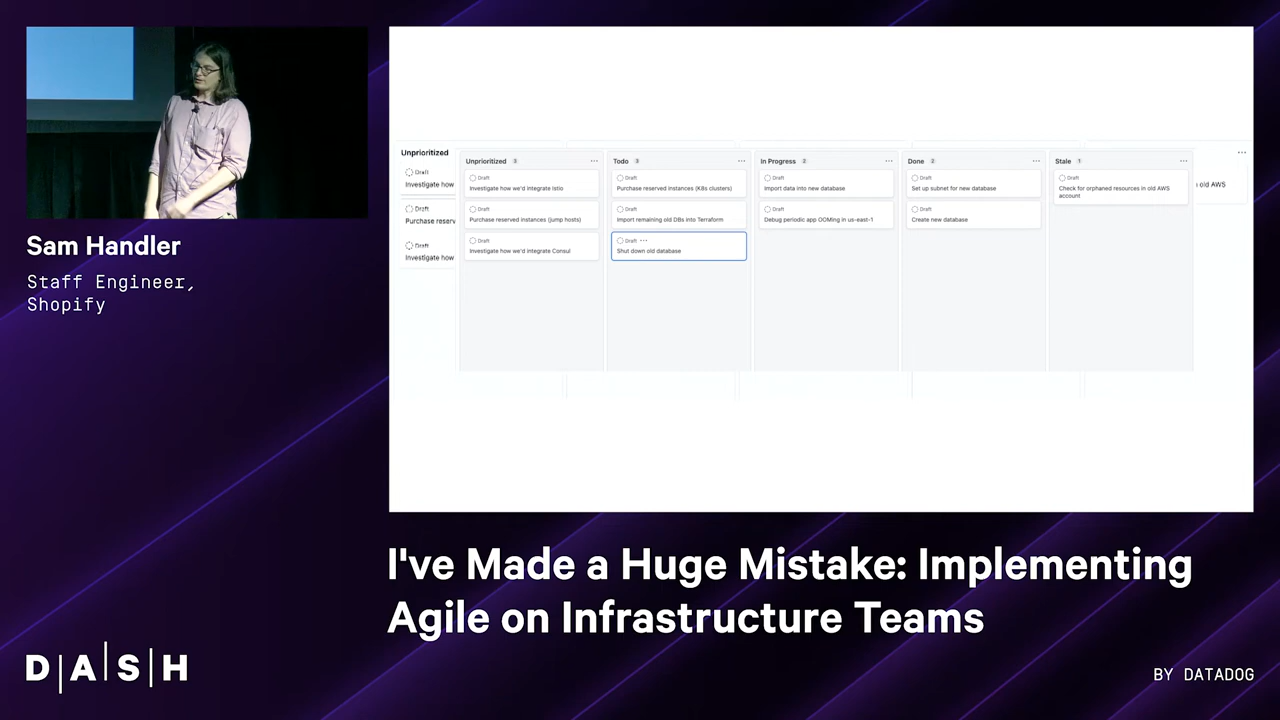 Sam Handler
Staff Engineer,
Shopify
Unprioritized
Draft
Investigate how
Draft
Purchase reserv
Draft
Investigate how
Unprioritized 3 ...
Draft
Investigate how we'd integrate Istio
Draft
Purchase reserved instances (jump hosts)
Draft
Investigate how we'd integrate Consul
Todo 3 ...
Draft
Purchase reserved instances (K8s clusters)
Draft
Import remaining old DBs into Terraform
Draft ...
Shut down old database
In Progress 2 ...
Draft
Import data into new database
Draft
Debug periodic app OOMing in us-east-1
Done 2 ...
Draft
Set up subnet for new database
Draft
Create new database
Stale 1 ...
Draft
Check for orphaned resources in old AWS
account
...
old AWS
I've Made a Huge Mistake: Implementing
Agile on Infrastructure Teams
D|A|S|H
BY DATADOG